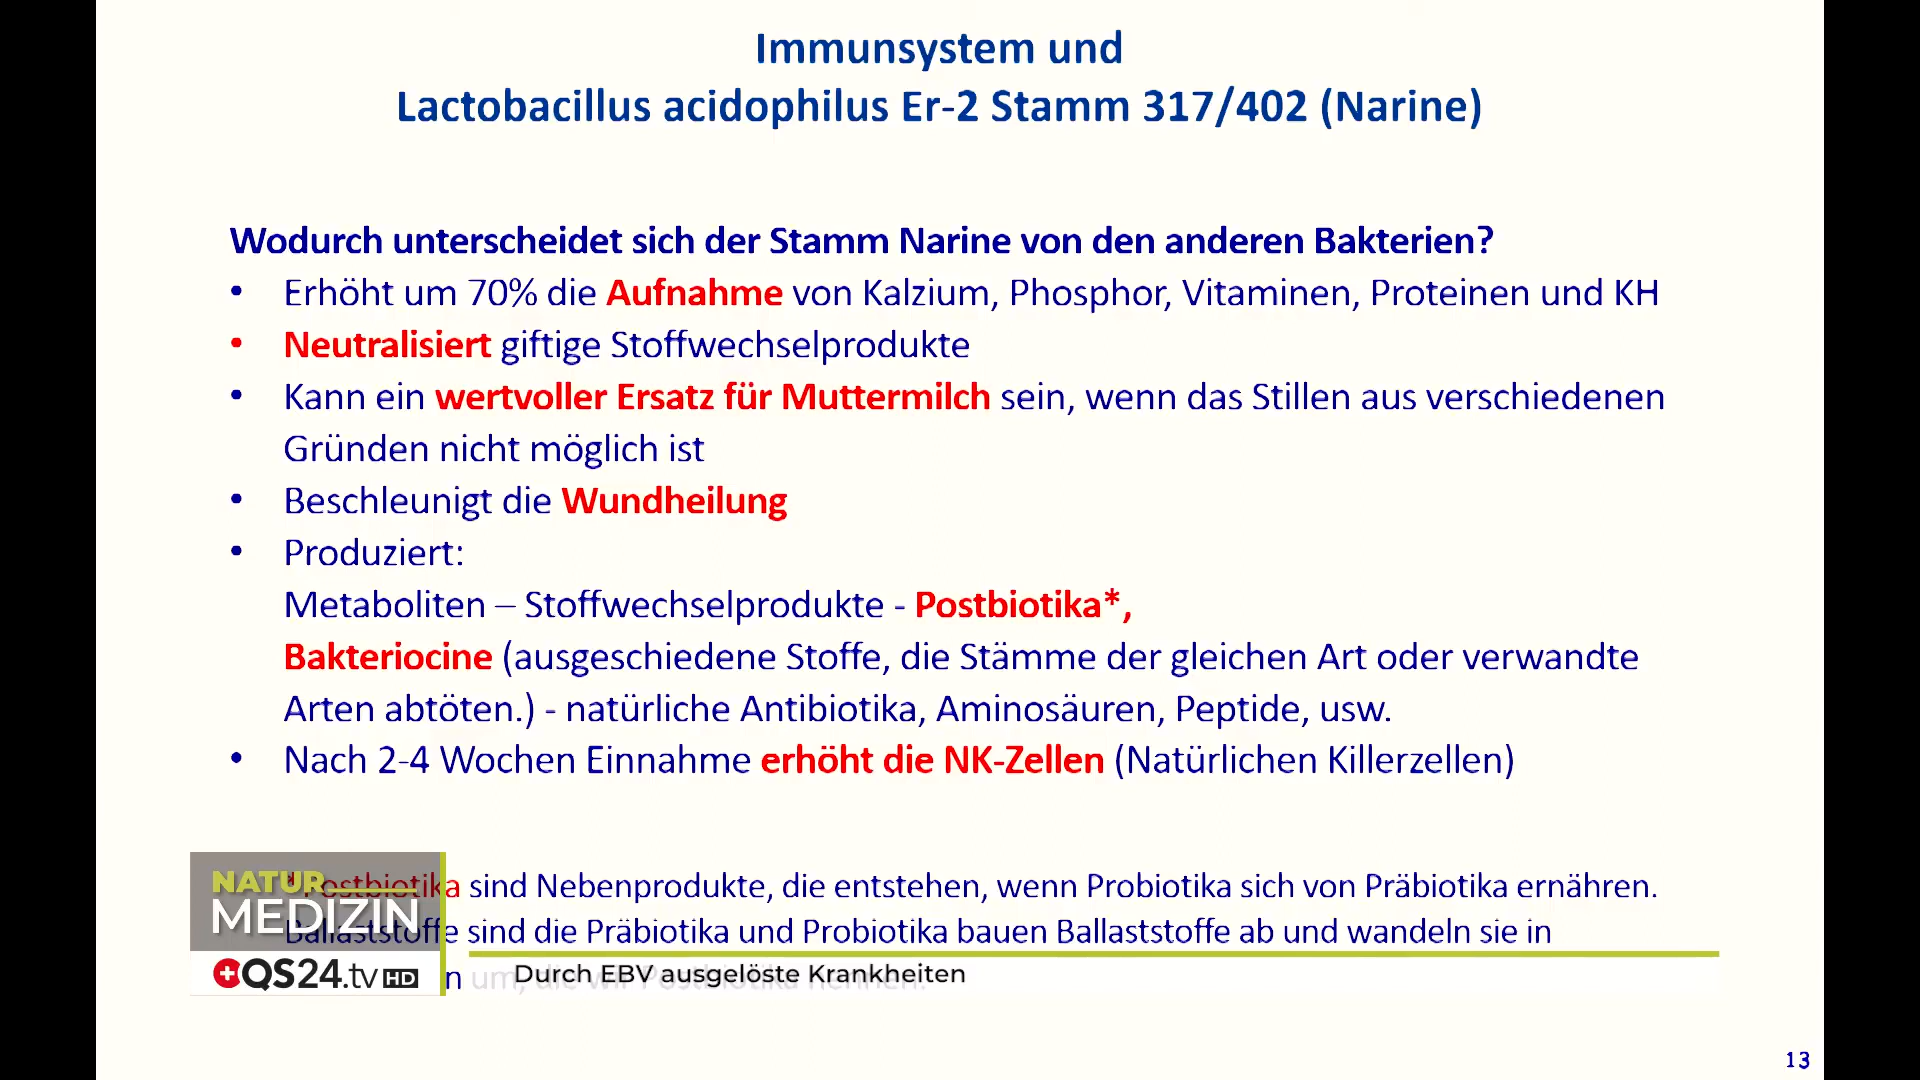 Immunsystem und
Lactobacillus acidophilus Er-2 Stamm 317/402 (Narine)
Wodurch unterscheidet sich der Stamm Narine von den anderen Bakterien?
• Erhöht um 70% die Aufnahme von Kalzium, Phosphor, Vitaminen, Proteinen und KH
• Neutralisiert giftige Stoffwechselprodukte
• Kann ein wertvoller Ersatz für Muttermilch sein, wenn das Stillen aus verschiedenen
Gründen nicht möglich ist
• Beschleunigt die Wundheilung
• Produziert:
Metaboliten – Stoffwechselprodukte - Postbiotika*,
Bakteriocine (ausgeschiedene Stoffe, die Stämme der gleichen Art oder verwandte
Arten abtöten.) - natürliche Antibiotika, Aminosäuren, Peptide, usw.
• Nach 2-4 Wochen Einnahme erhöht die NK-Zellen (Natürlichen Killerzellen)
*Postbiotika sind Nebenprodukte, die entstehen, wenn Probiotika sich von Präbiotika ernähren.
Ballaststoffe sind die Präbiotika und Probiotika bauen Ballaststoffe ab und wandeln sie in
um, die wir Postbiotika nennen.
NATUR
MEDIZIN
QS24.tv HD
Durch EBV ausgelöste Krankheiten
13